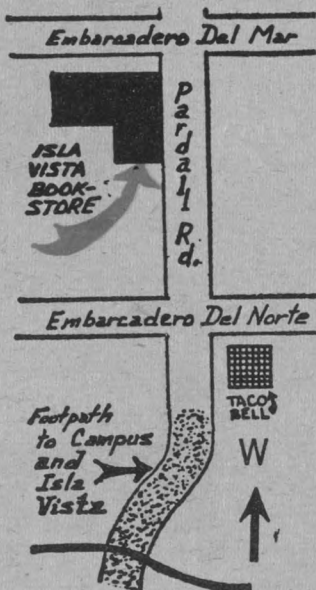 Embarcadero Del Mar
Pardall Rd.
ISLA
VISTA
BOOK-
STORE
Embarcadero Del Norte
TACO
BELL
Footpath
to Campus
and
Isla
Vista
W